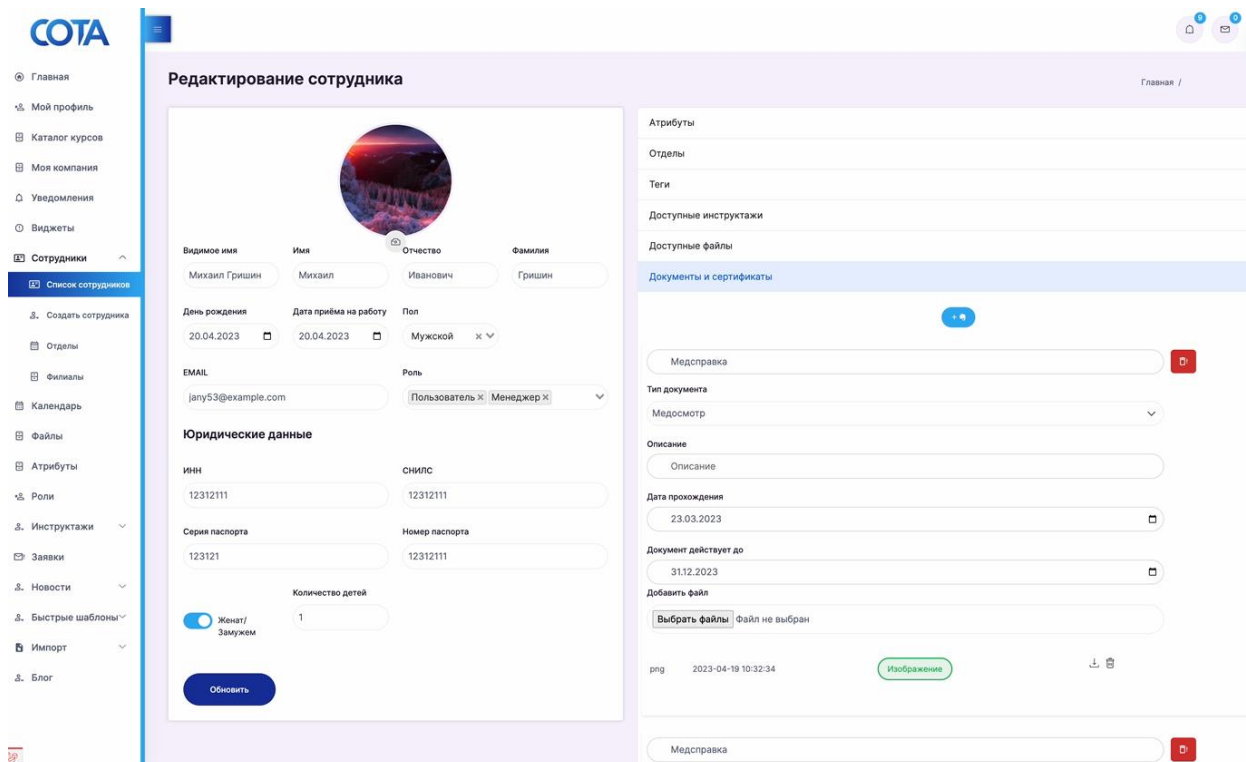 СОТА
9
0
Главная
Мой профиль
Каталог курсов
Моя компания
Уведомления
Виджеты
Сотрудники
Список сотрудников
Создать сотрудника
Отделы
Филиалы
Календарь
Файлы
Атрибуты
Роли
Инструктажи
Заявки
Новости
Быстрые шаблоны
Импорт
Блог
Редактирование сотрудника
Главная /
Видимое имя Имя Отчество Фамилия
Михаил Гришин Михаил Иванович Гришин
День рождения Дата приёма на работу Пол
20.04.2023 20.04.2023 Мужской
EMAIL Роль
jany53@example.com Пользователь × Менеджер ×
Юридические данные
ИНН СНИЛС
12312111 12312111
Серия паспорта Номер паспорта
123121 12312111
Количество детей
Женат/ 1
Замужем
Обновить
Атрибуты
Отделы
Теги
Доступные инструктажи
Доступные файлы
Документы и сертификаты
+
Медсправка
Тип документа
Медосмотр
Описание
Описание
Дата прохождения
23.03.2023
Документ действует до
31.12.2023
Добавить файл
Выбрать файлы Файл не выбран
png 2023-04-19 10:32:34 Изображение
Медсправка